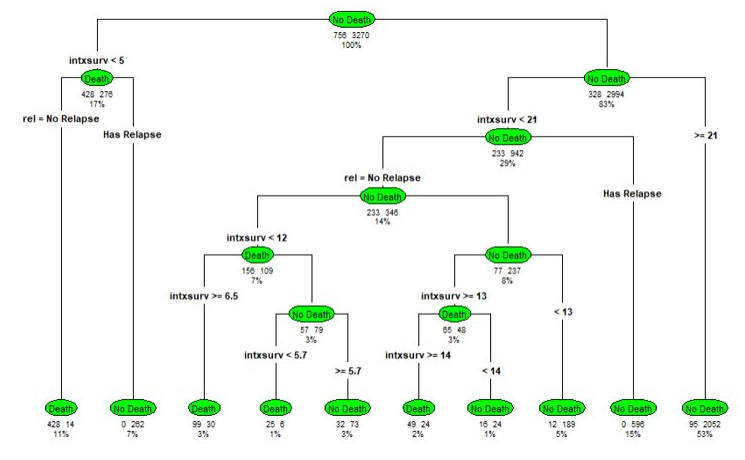 No Death
756 3270
100%
intxsurv < 5
Death
428 276
17%
No Death
328 2994
83%
rel = No Relapse
Has Relapse
intxsurv < 21
>= 21
No Death
233 942
29%
rel = No Relapse
Has Relapse
No Death
233 346
14%
intxsurv < 12
Death
156 109
7%
No Death
77 237
8%
intxsurv >= 6.5
intxsurv >= 13
< 13
No Death
57 79
3%
Death
65 48
3%
intxsurv < 5.7
>= 5.7
intxsurv >= 14
< 14
Death
No Death
Death
Death
No Death
Death
No Death
No Death
No Death
No Death
428 14
0 262
99 30
25 6
32 73
49 24
16 24
12 189
0 596
95 2052
11%
7%
3%
1%
3%
2%
1%
5%
15%
53%